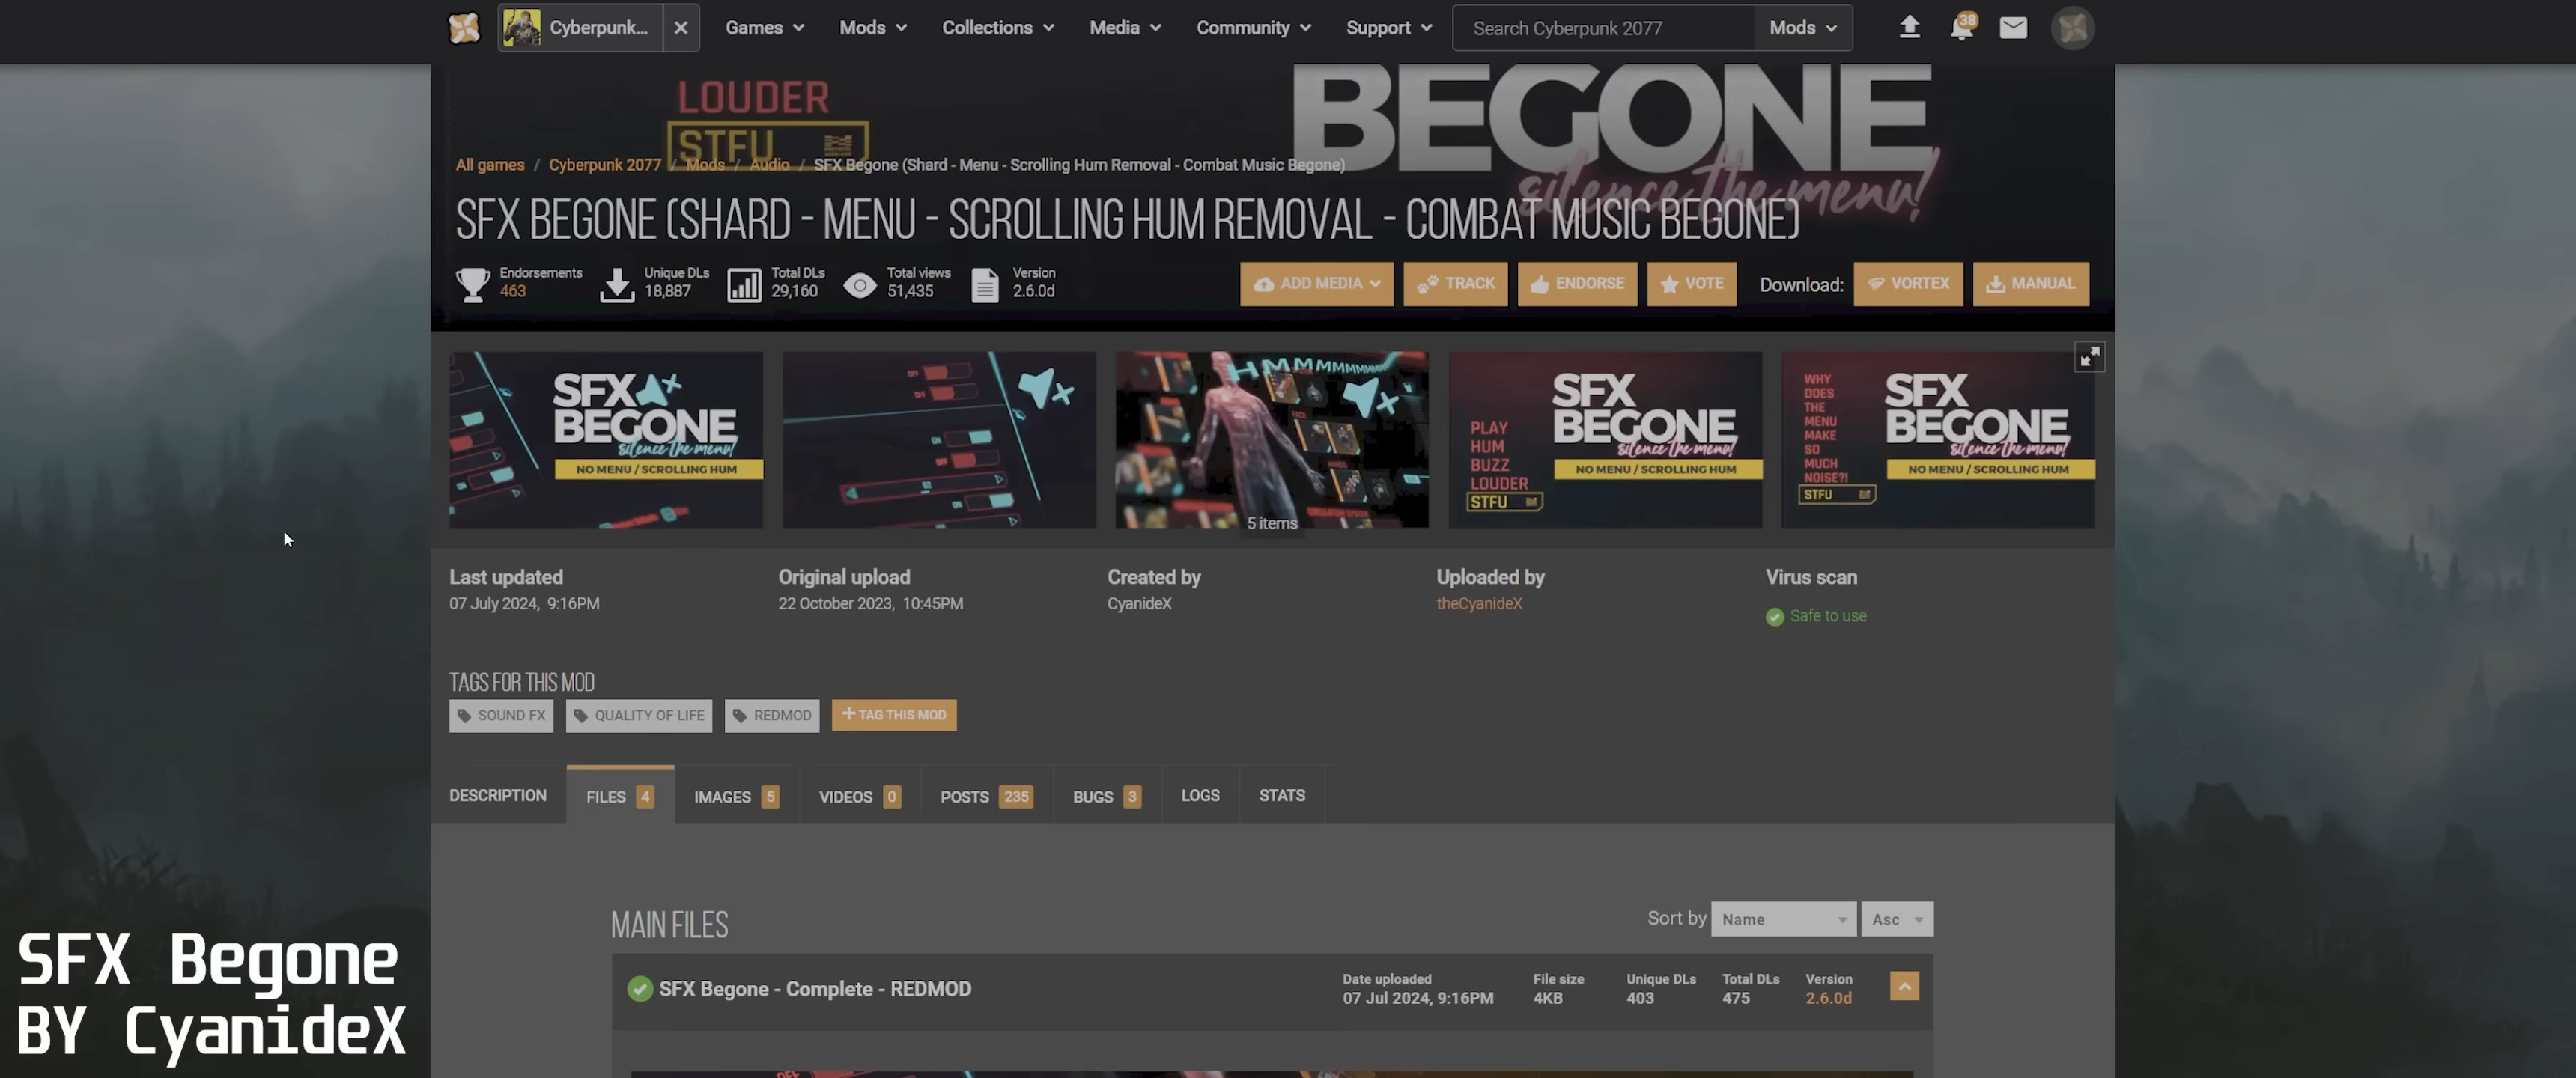 Cyberpunk...
Games
Mods
Collections
Media
Community
Support
Search Cyberpunk 2077
Mods
38
LOUDER
STFU
BEGONE
silence the menu!
All games / Cyberpunk 2077 / Mods / Audio / SFX Begone (Shard - Menu - Scrolling Hum Removal - Combat Music Begone)
SFX BEGONE (SHARD - MENU - SCROLLING HUM REMOVAL - COMBAT MUSIC BEGONE)
Endorsements
463
Unique DLs
18,887
Total DLs
29,160
Total views
51,435
Version
2.6.0d
ADD MEDIA
TRACK
ENDORSE
VOTE
Download:
VORTEX
MANUAL
SFX
BEGONE
silence the menu!
NO MENU / SCROLLING HUM
OFF
OFF
ON
OFF
ON
HMMMMMMMM
5 items
PLAY
HUM
BUZZ
LOUDER
STFU
SFX
BEGONE
silence the menu!
NO MENU / SCROLLING HUM
WHY
DOES
THE
MENU
MAKE
SO
MUCH
NOISE?!
STFU
SFX
BEGONE
silence the menu!
NO MENU / SCROLLING HUM
Last updated
07 July 2024, 9:16PM
Original upload
22 October 2023, 10:45PM
Created by
CyanideX
Uploaded by
theCyanideX
Virus scan
Safe to use
TAGS FOR THIS MOD
SOUND FX
QUALITY OF LIFE
REDMOD
+ TAG THIS MOD
DESCRIPTION
FILES 4
IMAGES 5
VIDEOS 0
POSTS 235
BUGS 3
LOGS
STATS
MAIN FILES
Sort by
Name
Asc
SFX Begone - Complete - REDMOD
Date uploaded
07 Jul 2024, 9:16PM
File size
4KB
Unique DLs
403
Total DLs
475
Version
2.6.0d
SFX Begone
BY CyanideX